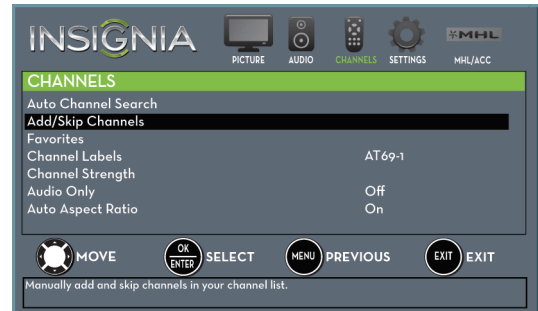 INSIGNIA
PICTURE AUDIO CHANNELS SETTINGS MHL MHL/ACC
CHANNELS
Auto Channel Search
Add/Skip Channels
Favorites
Channel Labels AT69-1
Channel Strength
Audio Only Off
Auto Aspect Ratio On
MOVE OK ENTER SELECT MENU PREVIOUS EXIT EXIT
Manually add and skip channels in your channel list.